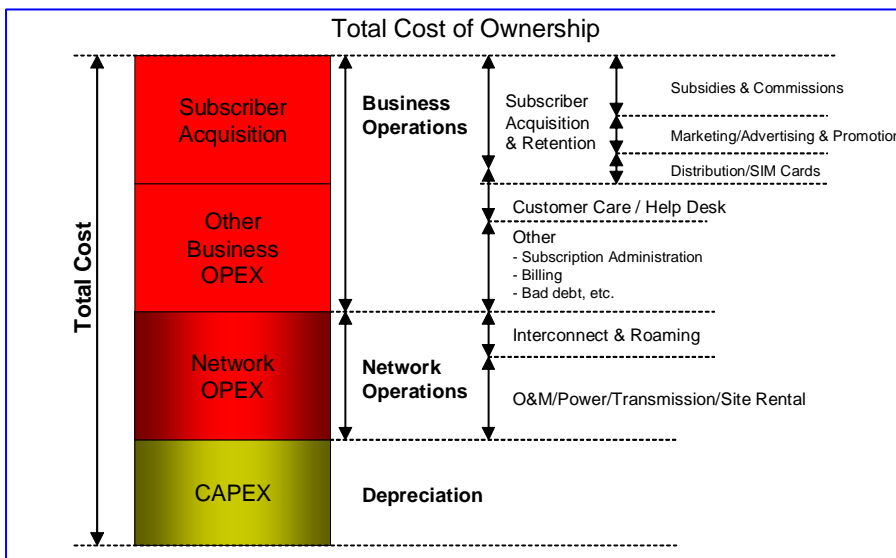 Total Cost of Ownership
Total Cost
Subscriber
Acquisition
Other
Business
OPEX
Network
OPEX
CAPEX
Business
Operations
Network
Operations
Depreciation
Subscriber
Acquisition
& Retention
Customer Care / Help Desk
Other
- Subscription Administration
- Billing
- Bad debt, etc.
Interconnect & Roaming
O&M/Power/Transmission/Site Rental
Subsidies & Commissions
Marketing/Advertising & Promotion
Distribution/SIM Cards